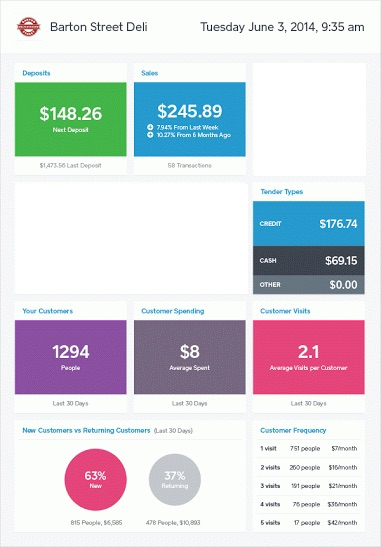 Barton Street Deli
Tuesday June 3, 2014, 9:35 am
Deposits
$148.26
Next Deposit
$1,473.56 Last Deposit
Sales
$245.89
7.94% From Last Week
10.27% From 6 Months Ago
58 Transactions
Tender Types
CREDIT $176.74
CASH $69.15
OTHER $0.00
Your Customers
1294
People
Last 30 Days
Customer Spending
$8
Average Spent
Last 30 Days
Customer Visits
2.1
Average Visits per Customer
Last 30 Days
New Customers vs Returning Customers (Last 30 Days)
63%
New
815 People, $6,585
37%
Returning
478 People, $10,893
Customer Frequency
1 visit 751 people $7/month
2 visits 260 people $16/month
3 visits 191 people $21/month
4 visits 76 people $36/month
5 visits 17 people $42/month